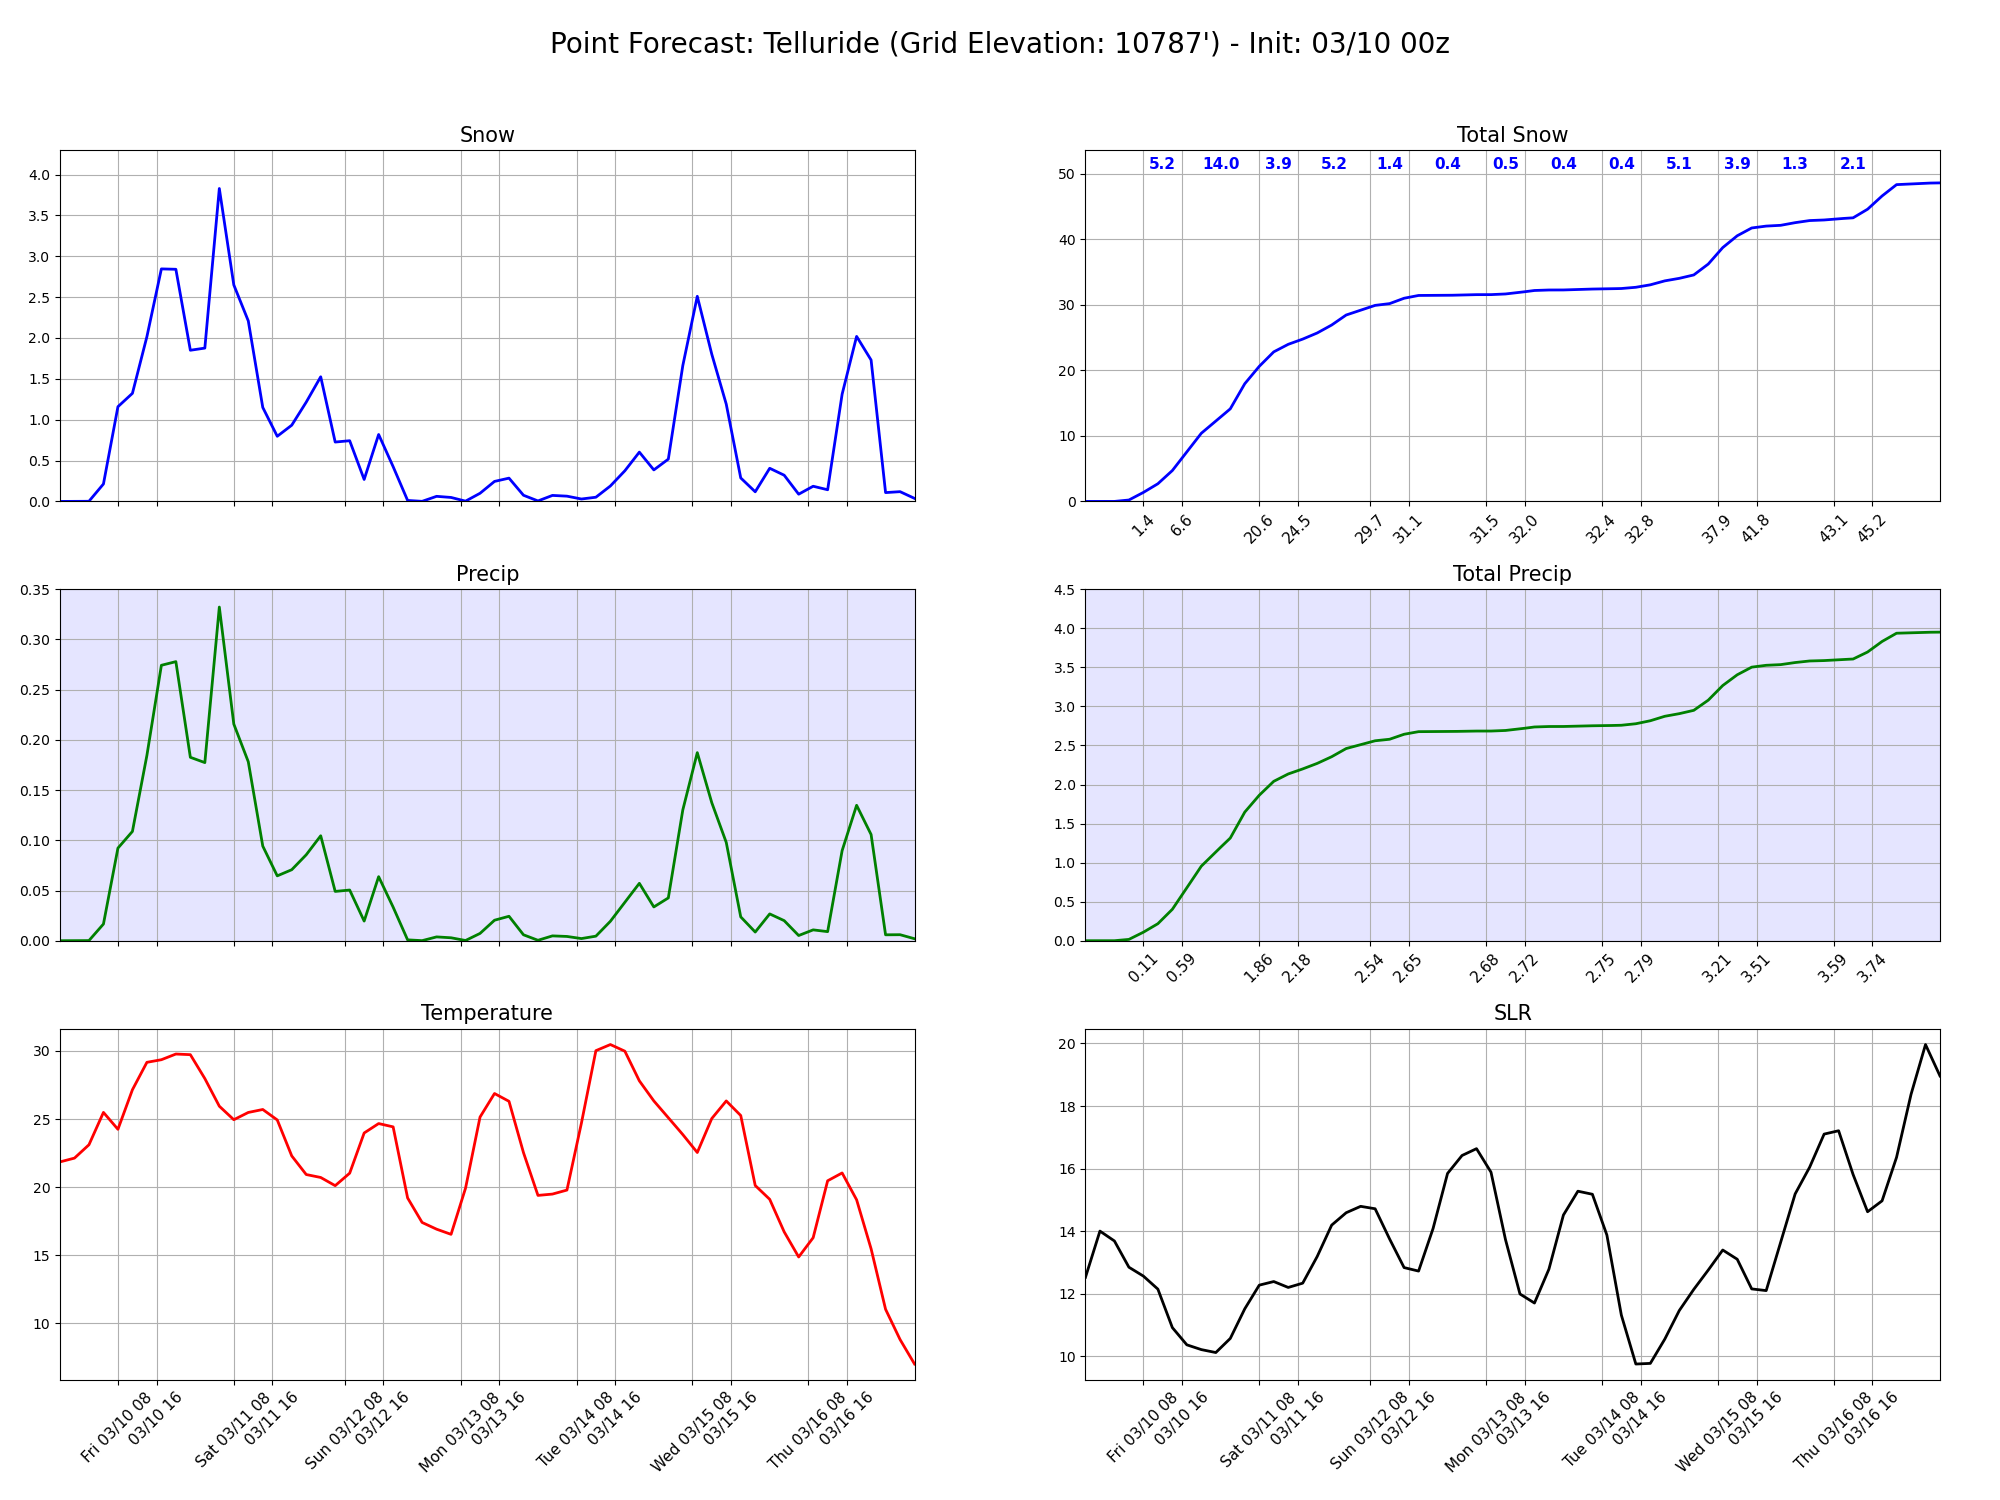 Point Forecast: Telluride (Grid Elevation: 10787') - Init: 03/10 00z
Snow
4.0
3.5
3.0
2.5
2.0
1.5
1.0
0.5
0.0
Total Snow
5.2 14.0 3.9 5.2 1.4 0.4 0.5 0.4 0.4 5.1 3.9 1.3 2.1
50
40
30
20
10
0
1.4 6.6 20.6 24.5 29.7 31.1 31.5 32.0 32.4 32.8 37.9 41.8 43.1 45.2
Precip
0.35
0.30
0.25
0.20
0.15
0.10
0.05
0.00
Total Precip
4.5
4.0
3.5
3.0
2.5
2.0
1.5
1.0
0.5
0.0
0.11 0.59 1.86 2.18 2.54 2.65 2.68 2.72 2.75 2.79 3.21 3.51 3.59 3.74
Temperature
30
25
20
15
10
Fri 03/10 08
03/10 16
Sat 03/11 08
03/11 16
Sun 03/12 08
03/12 16
Mon 03/13 08
03/13 16
Tue 03/14 08
03/14 16
Wed 03/15 08
03/15 16
Thu 03/16 08
03/16 16
SLR
20
18
16
14
12
10
Fri 03/10 08
03/10 16
Sat 03/11 08
03/11 16
Sun 03/12 08
03/12 16
Mon 03/13 08
03/13 16
Tue 03/14 08
03/14 16
Wed 03/15 08
03/15 16
Thu 03/16 08
03/16 16